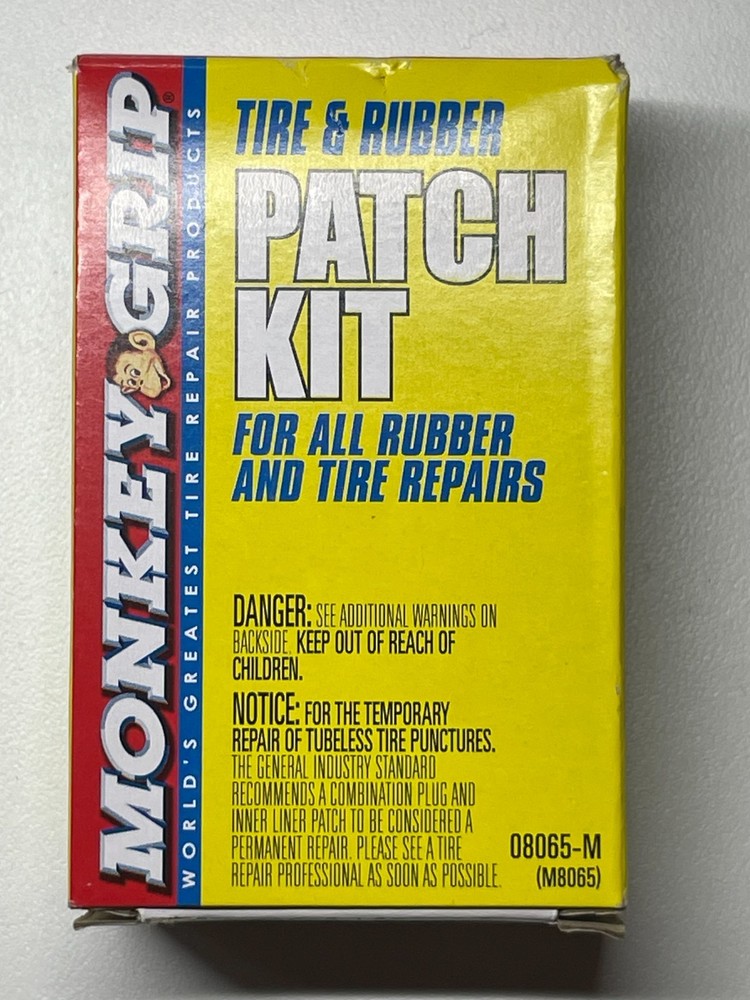 MONKEY GRIP®
WORLD'S GREATEST TIRE REPAIR PRODUCTS
TIRE & RUBBER
PATCH
KIT
FOR ALL RUBBER
AND TIRE REPAIRS
DANGER: SEE ADDITIONAL WARNINGS ON
BACKSIDE. KEEP OUT OF REACH OF
CHILDREN.
NOTICE: FOR THE TEMPORARY
REPAIR OF TUBELESS TIRE PUNCTURES.
THE GENERAL INDUSTRY STANDARD
RECOMMENDS A COMBINATION PLUG AND
INNER LINER PATCH TO BE CONSIDERED A
PERMANENT REPAIR. PLEASE SEE A TIRE
REPAIR PROFESSIONAL AS SOON AS POSSIBLE.
08065-M
(M8065)